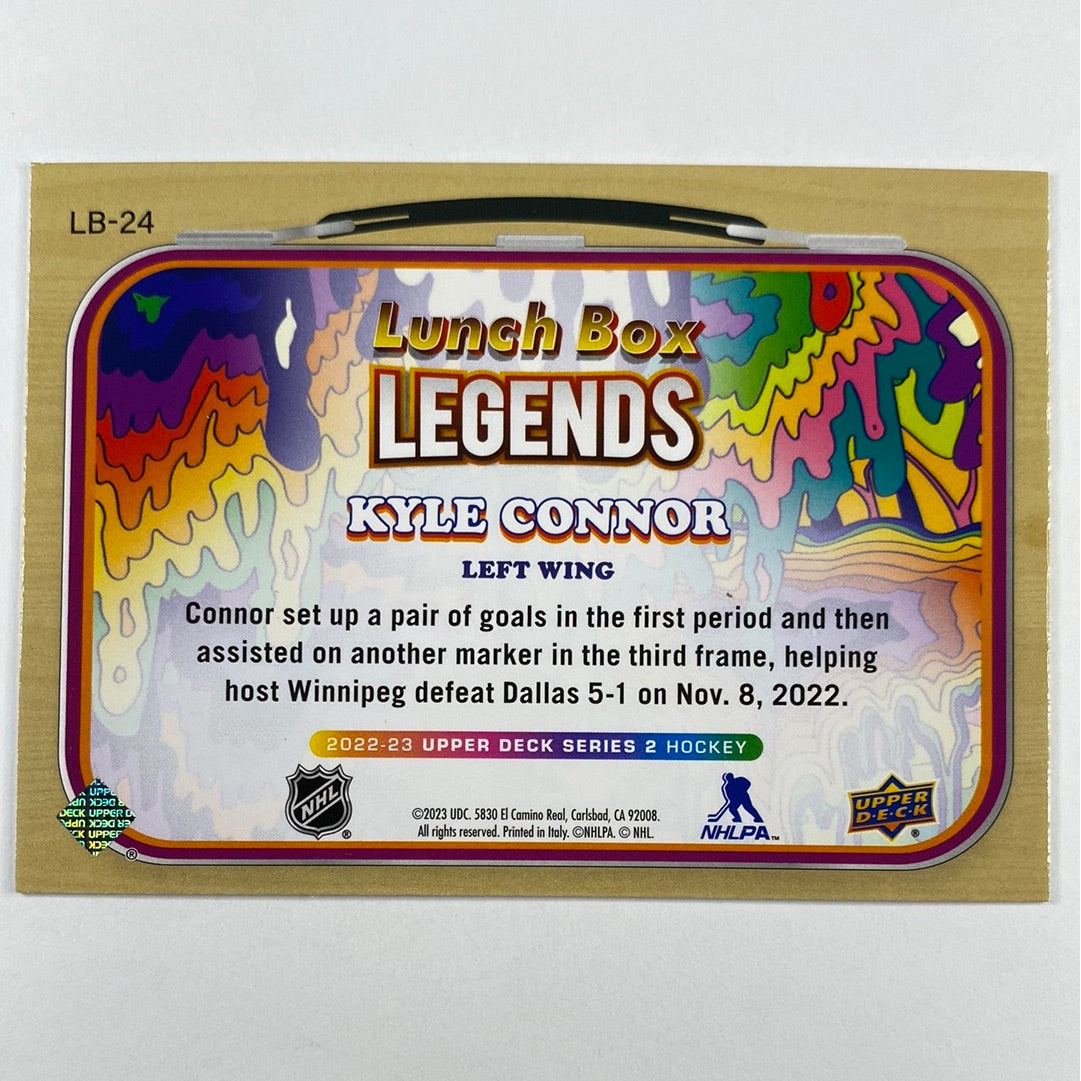 LB-24
Lunch Box
LEGENDS
KYLE CONNOR
LEFT WING
Connor set up a pair of goals in the first period and then
assisted on another marker in the third frame, helping
host Winnipeg defeat Dallas 5-1 on Nov. 8, 2022.
2022-23 UPPER DECK SERIES 2 HOCKEY
NHL
®
©2023 UDC. 5830 El Camino Real, Carlsbad, CA 92008.
All rights reserved. Printed in Italy. ©NHLPA. © NHL.
NHLPA™
UPPER
D·E·C·K
®
UPPER
DECK
®